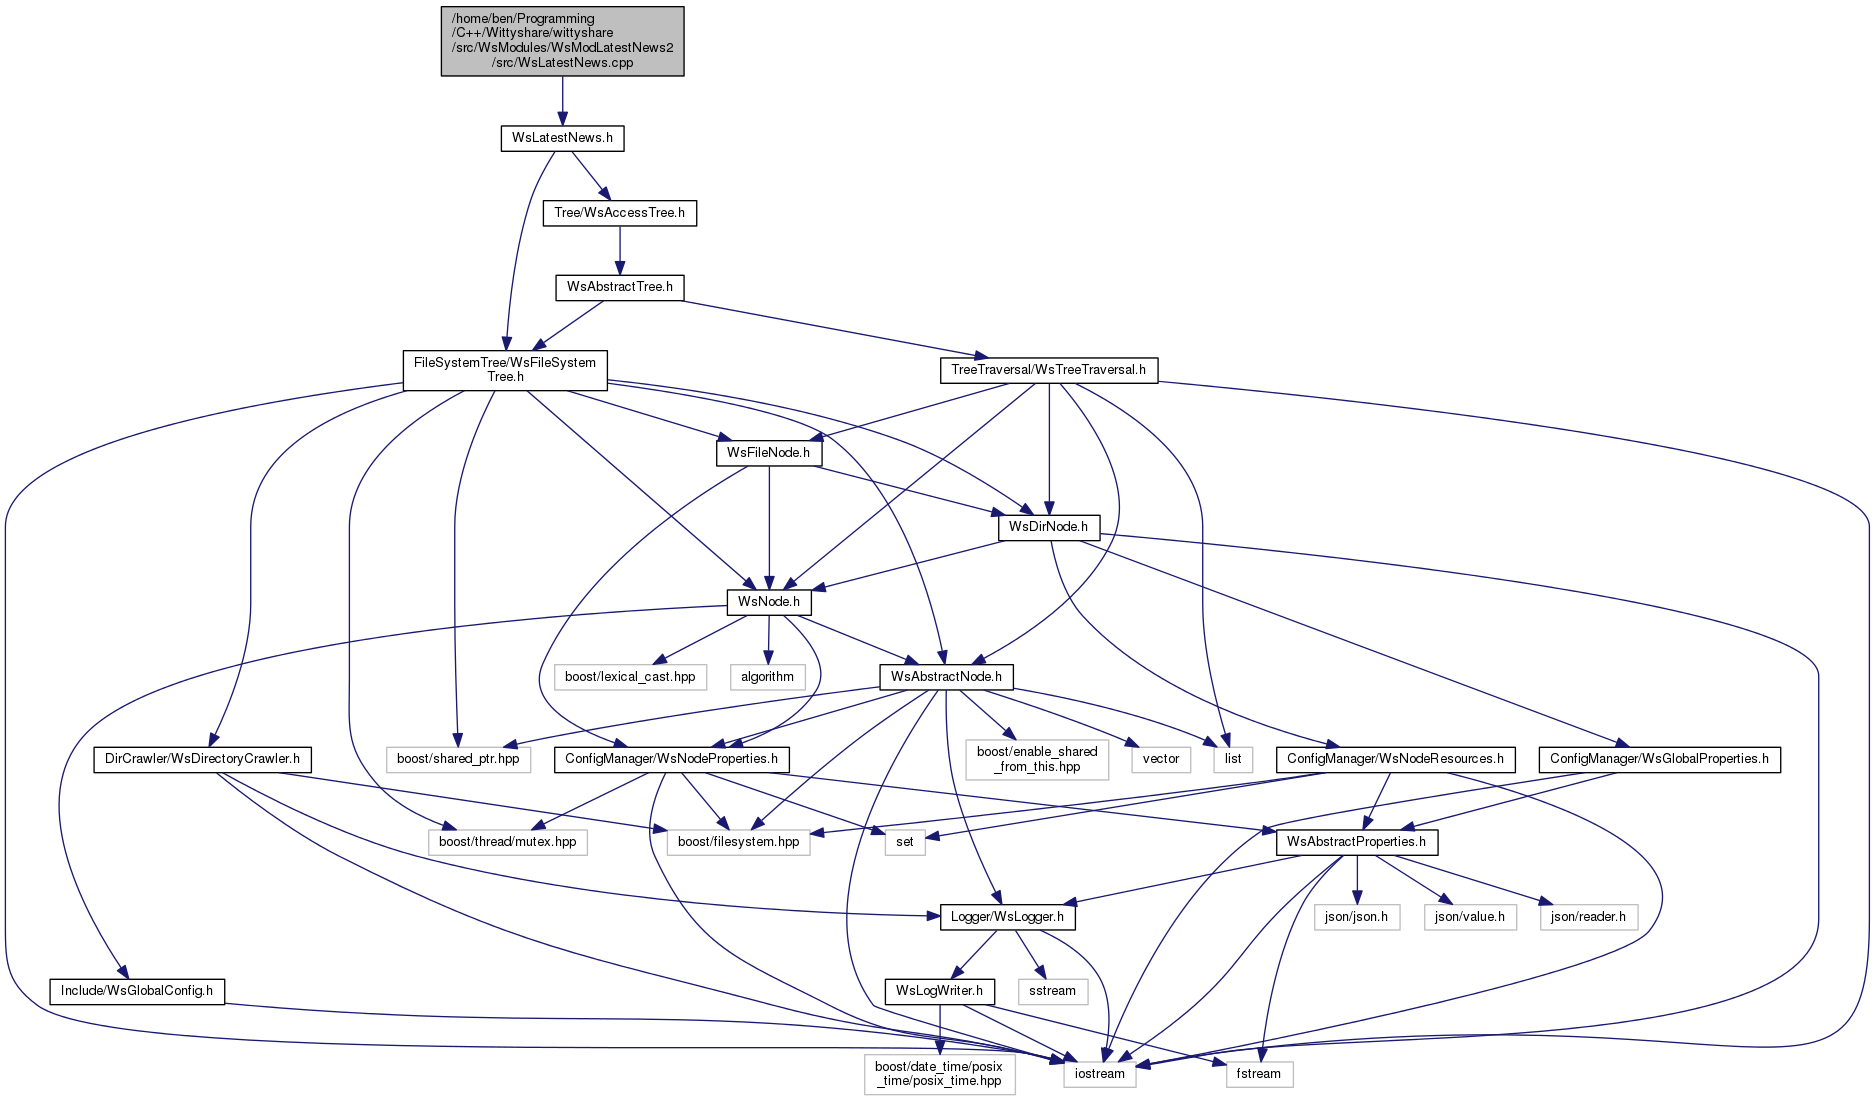 /home/ben/Programming
/C++/Wittyshare/wittyshare
/src/WsModules/WsModLatestNews2
/src/WsLatestNews.cpp
WsLatestNews.h
Tree/WsAccessTree.h
WsAbstractTree.h
FileSystemTree/WsFileSystem
Tree.h
TreeTraversal/WsTreeTraversal.h
WsFileNode.h
WsDirNode.h
WsNode.h
boost/lexical_cast.hpp
algorithm
WsAbstractNode.h
DirCrawler/WsDirectoryCrawler.h
boost/shared_ptr.hpp
ConfigManager/WsNodeProperties.h
boost/enable_shared
_from_this.hpp
vector
list
ConfigManager/WsNodeResources.h
ConfigManager/WsGlobalProperties.h
boost/thread/mutex.hpp
boost/filesystem.hpp
set
WsAbstractProperties.h
Logger/WsLogger.h
json/json.h
json/value.h
json/reader.h
Include/WsGlobalConfig.h
WsLogWriter.h
sstream
boost/date_time/posix
_time/posix_time.hpp
iostream
fstream